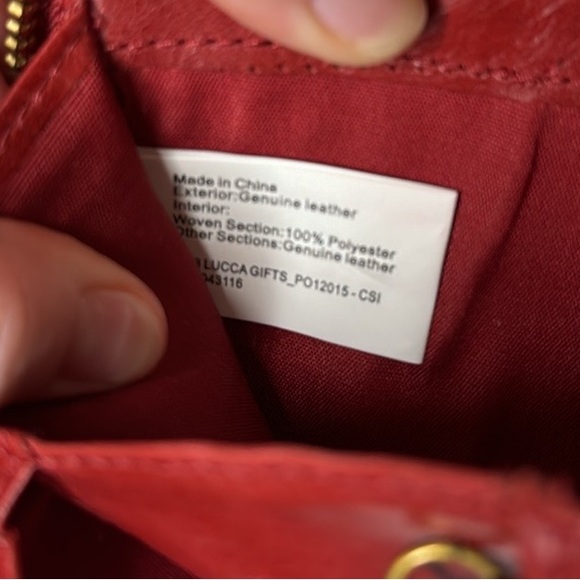 Made in China
Exterior:Genuine leather
Interior:
Woven Section:100% Polyester
Other Sections:Genuine leather
LUCCA GIFTS_PO12015 - CSI
043116